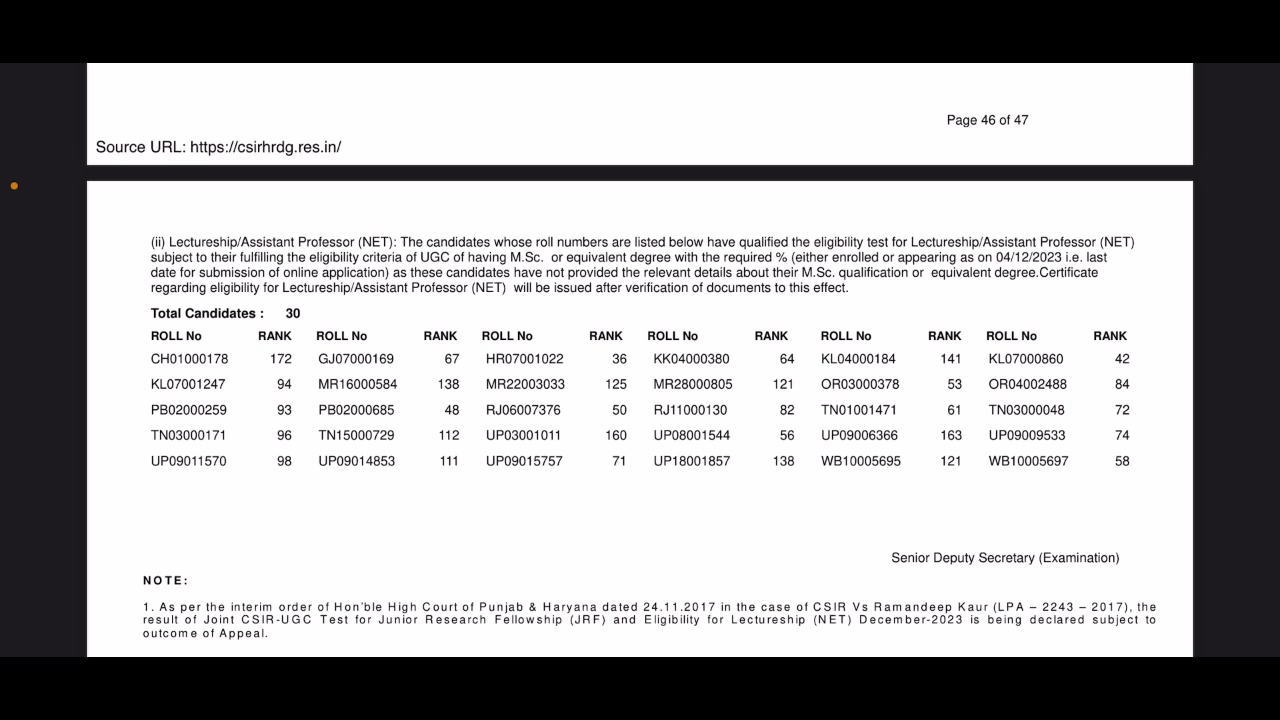 Page 46 of 47
Source URL: https://csirhrdg.res.in/
(ii) Lectureship/Assistant Professor (NET): The candidates whose roll numbers are listed below have qualified the eligibility test for Lectureship/Assistant Professor (NET)
subject to their fulfilling the eligibility criteria of UGC of having M.Sc. or equivalent degree with the required % (either enrolled or appearing as on 04/12/2023 i.e. last
date for submission of online application) as these candidates have not provided the relevant details about their M.Sc. qualification or equivalent degree.Certificate
regarding eligibility for Lectureship/Assistant Professor (NET) will be issued after verification of documents to this effect.
Total Candidates : 30
ROLL No RANK ROLL No RANK ROLL No RANK ROLL No RANK ROLL No RANK ROLL No RANK
CH01000178 172 GJ07000169 67 HR07001022 36 KK04000380 64 KL04000184 141 KL07000860 42
KL07001247 94 MR16000584 138 MR22003033 125 MR28000805 121 OR03000378 53 OR04002488 84
PB02000259 93 PB02000685 48 RJ06007376 50 RJ11000130 82 TN01001471 61 TN03000048 72
TN03000171 96 TN15000729 112 UP03001011 160 UP08001544 56 UP09006366 163 UP09009533 74
UP09011570 98 UP09014853 111 UP09015757 71 UP18001857 138 WB10005695 121 WB10005697 58
Senior Deputy Secretary (Examination)
NOTE:
1. As per the interim order of Hon'ble High Court of Punjab & Haryana dated 24.11.2017 in the case of CSIR Vs Ramandeep Kaur (LPA – 2243 – 2017), the
result of Joint CSIR-UGC Test for Junior Research Fellowship (JRF) and Eligibility for Lectureship (NET) December-2023 is being declared subject to
outcome of Appeal.